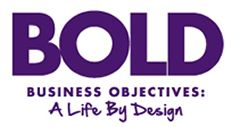 BOLD
BUSINESS OBJECTIVES:
A Life By Design